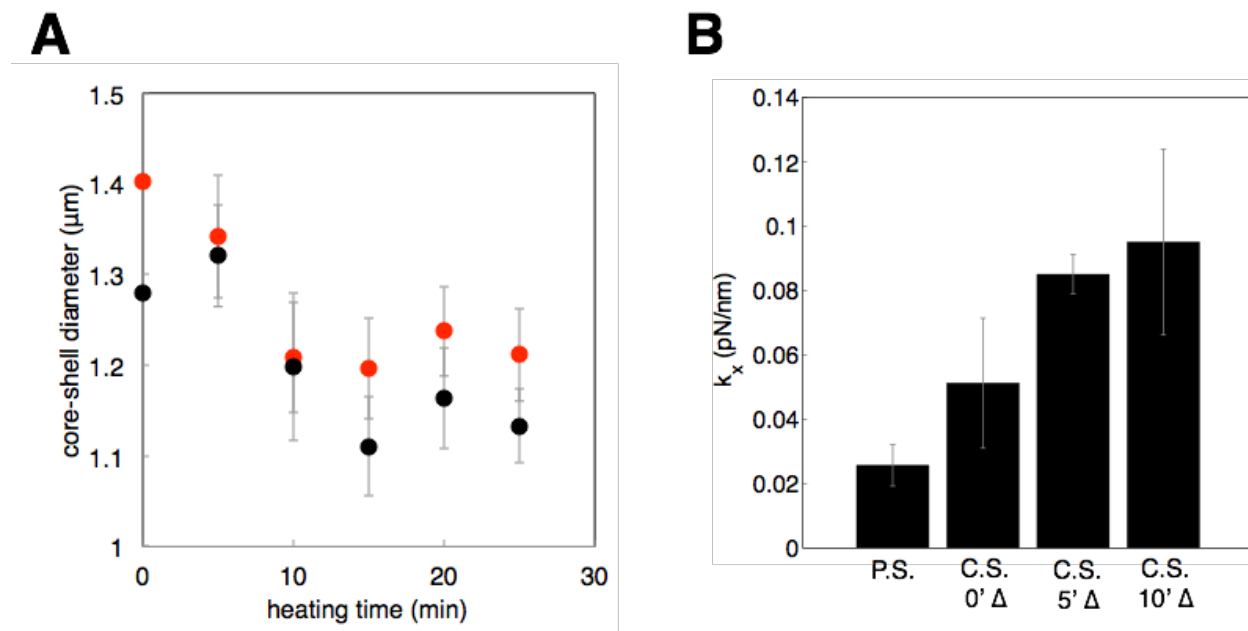 A
1.5
1.4
1.3
1.2
1.1
1
0 10 20 30
core-shell diameter (µm)
heating time (min)
B
0.14
0.12
0.1
0.08
0.06
0.04
0.02
0
kx (pN/nm)
P.S. C.S. C.S. C.S.
0' Δ 5' Δ 10' Δ